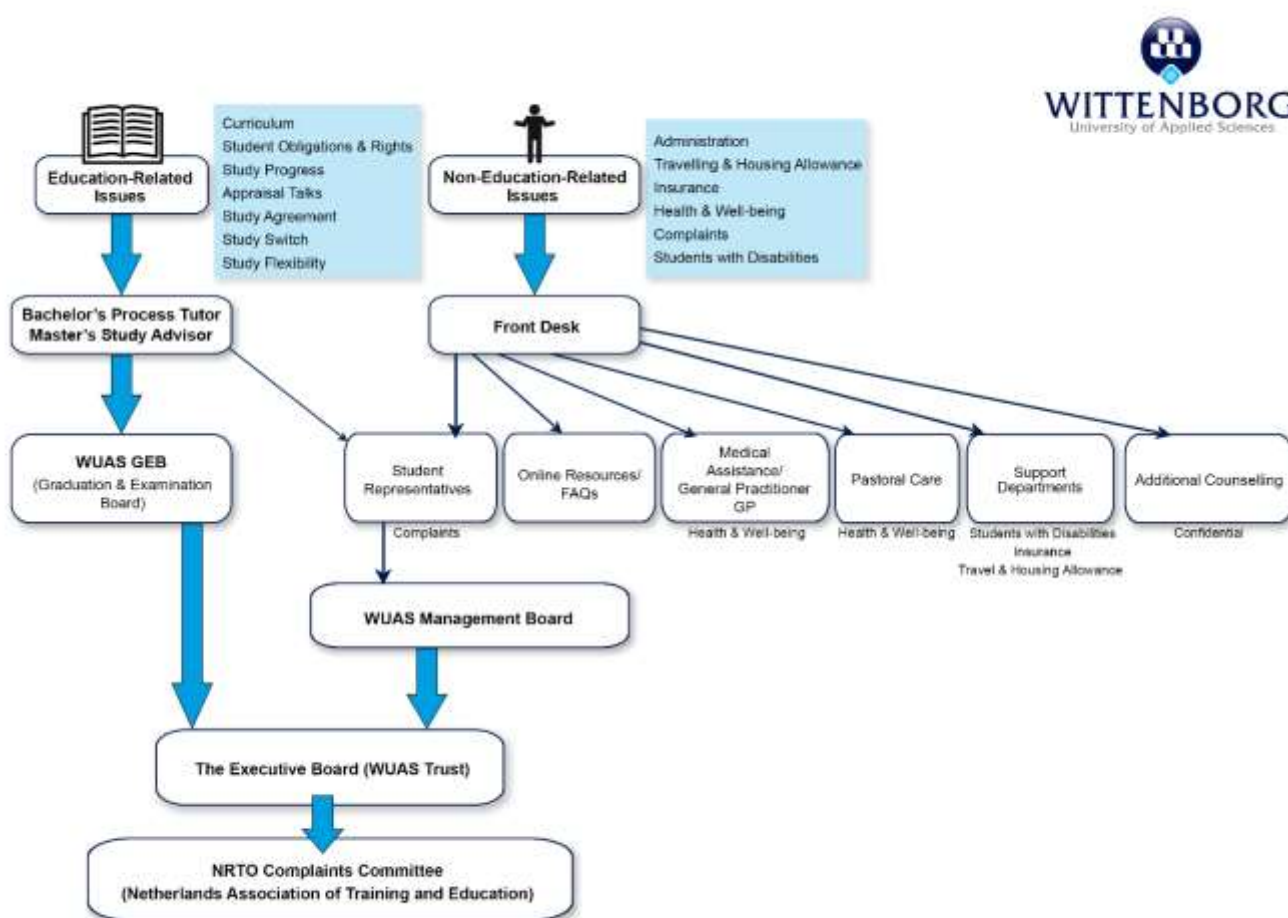 WITTENBORG
University of Applied Sciences
Education-Related
Issues
Curriculum
Student Obligations & Rights
Study Progress
Appraisal Talks
Study Agreement
Study Switch
Study Flexibility
Non-Education-Related
Issues
Administration
Travelling & Housing Allowance
Insurance
Health & Well-being
Complaints
Students with Disabilities
Bachelor's Process Tutor
Master's Study Advisor
Front Desk
WUAS GEB
(Graduation & Examination
Board)
Student
Representatives
Complaints
Online Resources/
FAQs
Medical
Assistance/
General Practitioner
GP
Health & Well-being
Pastoral Care
Health & Well-being
Support
Departments
Students with Disabilities
Insurance
Travel & Housing Allowance
Additional Counselling
Confidential
WUAS Management Board
The Executive Board (WUAS Trust)
NRTO Complaints Committee
(Netherlands Association of Training and Education)